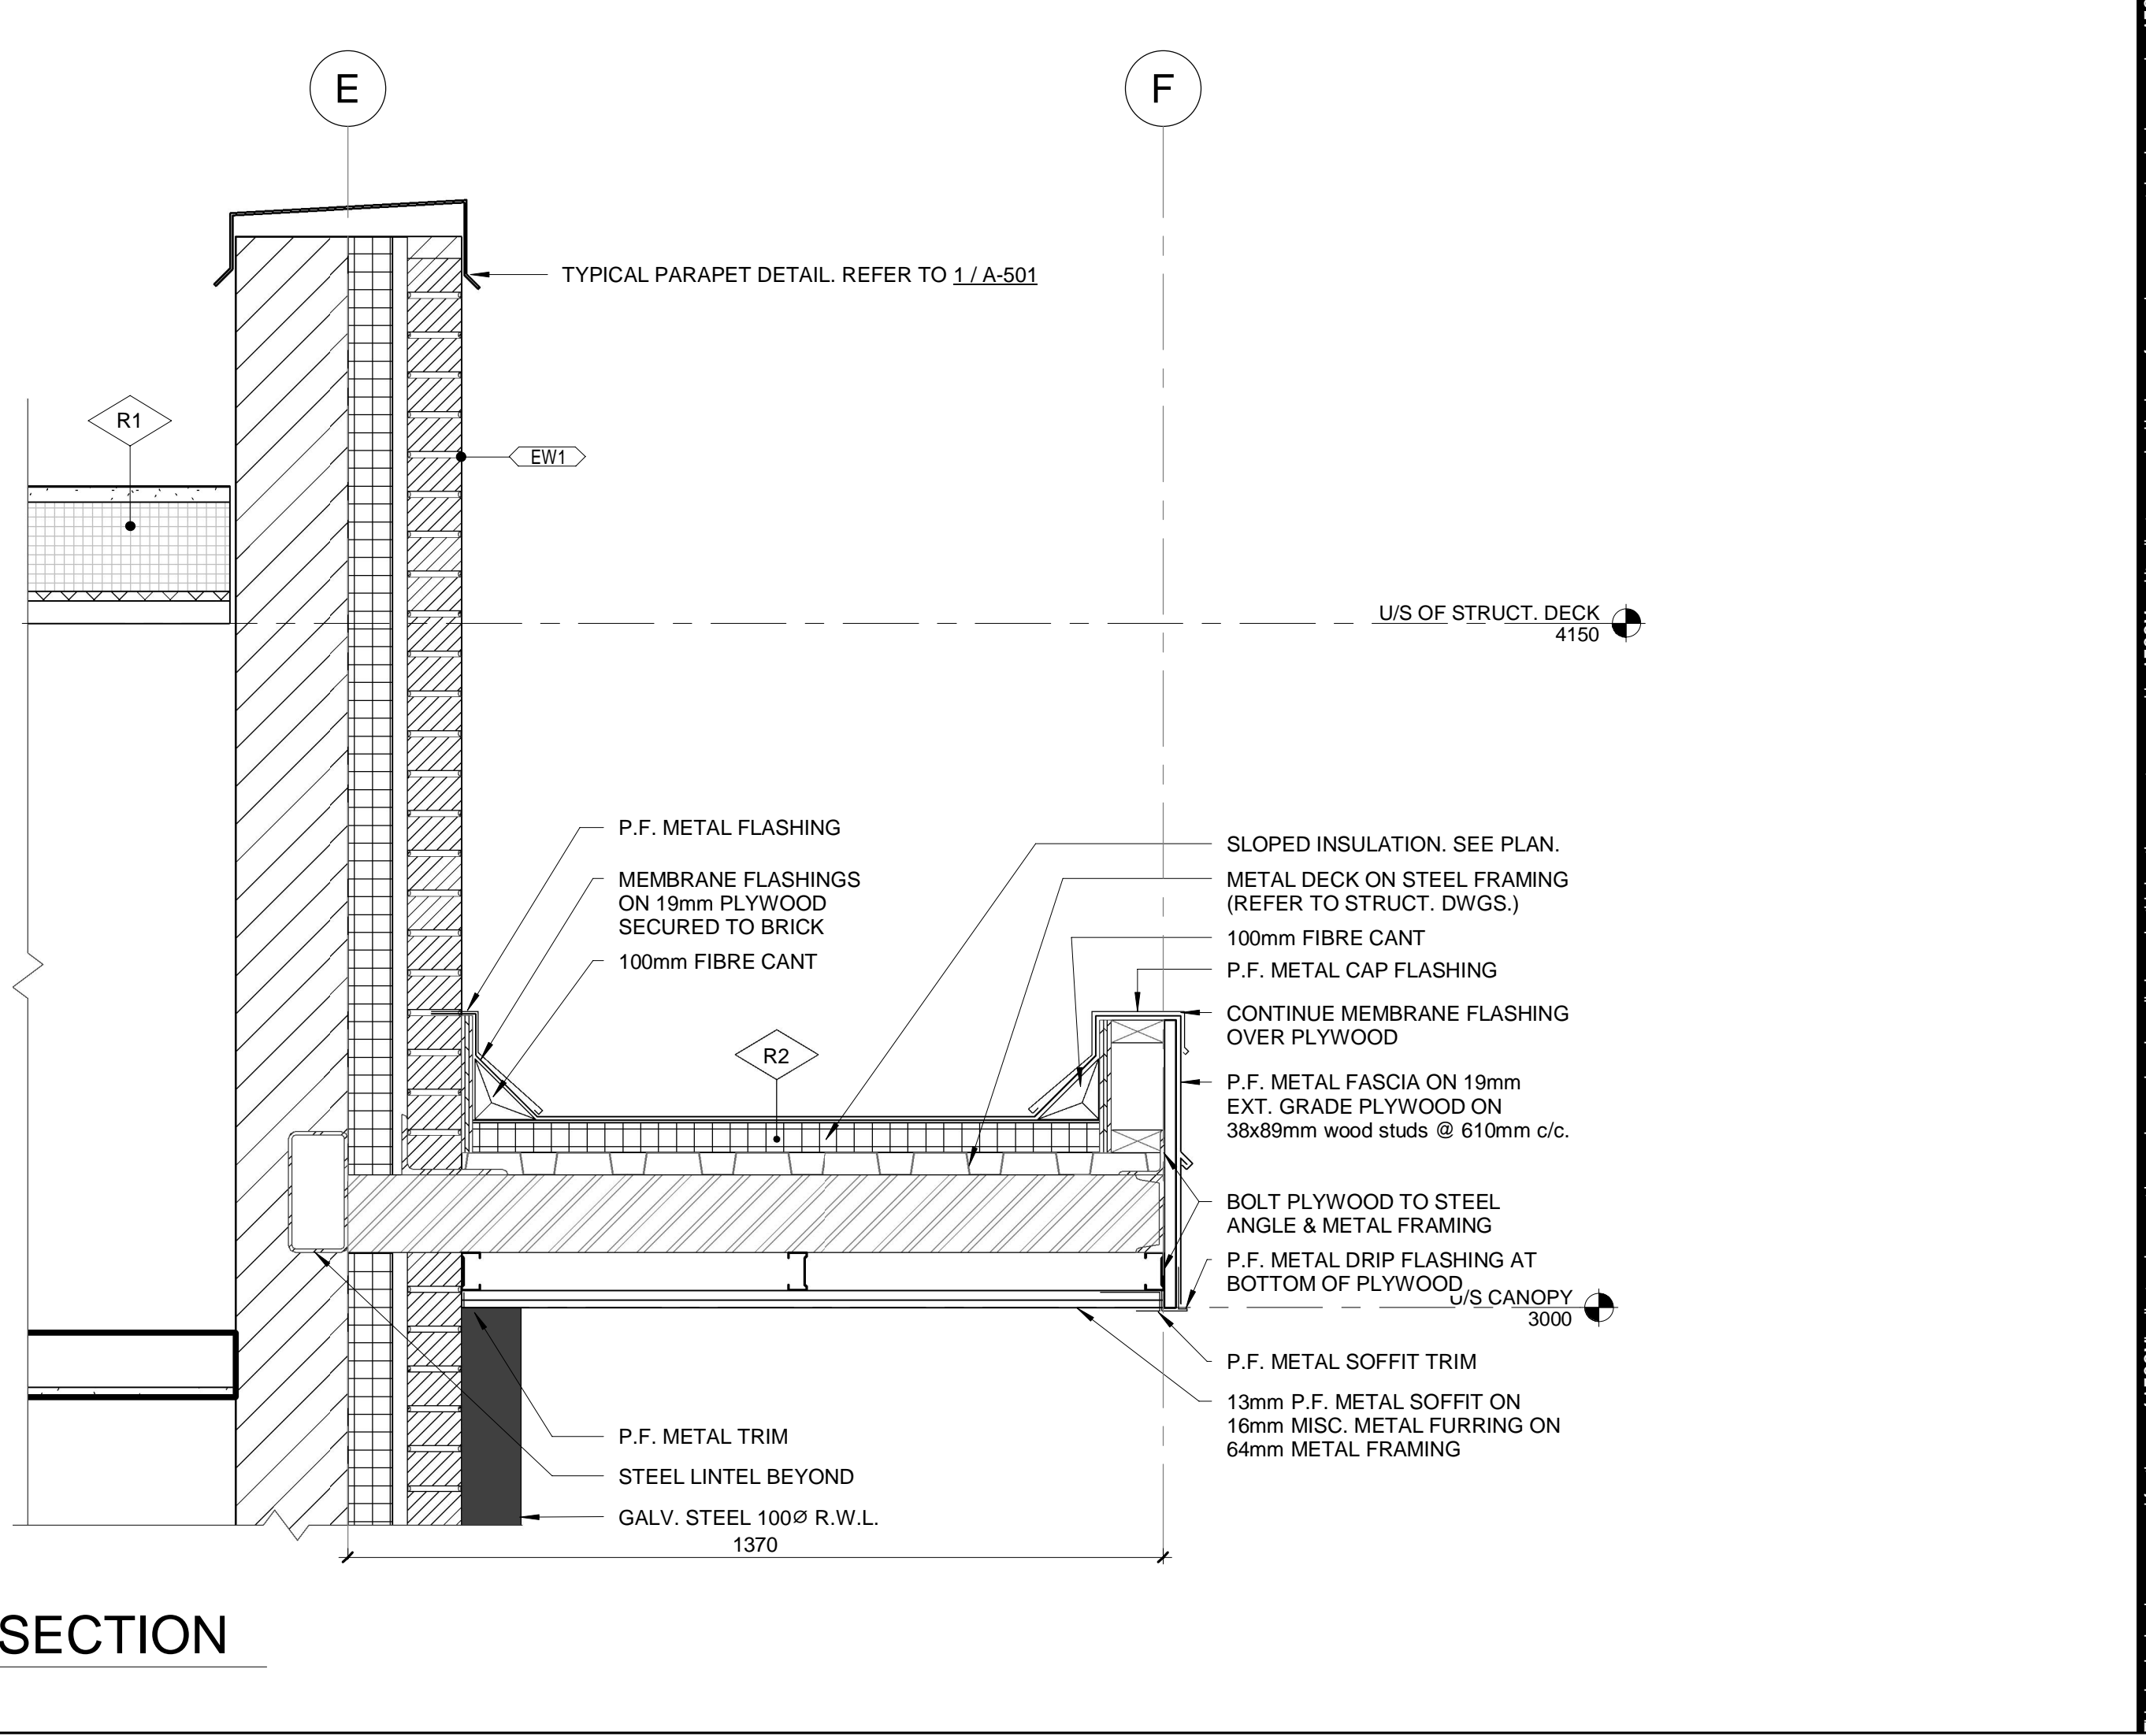 E
F
TYPICAL PARAPET DETAIL. REFER TO 1 / A-501
R1
EW1
U/S OF STRUCT. DECK
4150
P.F. METAL FLASHING
MEMBRANE FLASHINGS
ON 19mm PLYWOOD
SECURED TO BRICK
100mm FIBRE CANT
SLOPED INSULATION. SEE PLAN.
METAL DECK ON STEEL FRAMING
(REFER TO STRUCT. DWGS.)
100mm FIBRE CANT
P.F. METAL CAP FLASHING
CONTINUE MEMBRANE FLASHING
OVER PLYWOOD
R2
P.F. METAL FASCIA ON 19mm
EXT. GRADE PLYWOOD ON
38x89mm wood studs @ 610mm c/c.
BOLT PLYWOOD TO STEEL
ANGLE & METAL FRAMING
P.F. METAL DRIP FLASHING AT
BOTTOM OF PLYWOOD
U/S CANOPY
3000
P.F. METAL SOFFIT TRIM
13mm P.F. METAL SOFFIT ON
16mm MISC. METAL FURRING ON
64mm METAL FRAMING
P.F. METAL TRIM
STEEL LINTEL BEYOND
GALV. STEEL 100Ø R.W.L.
1370
SECTION